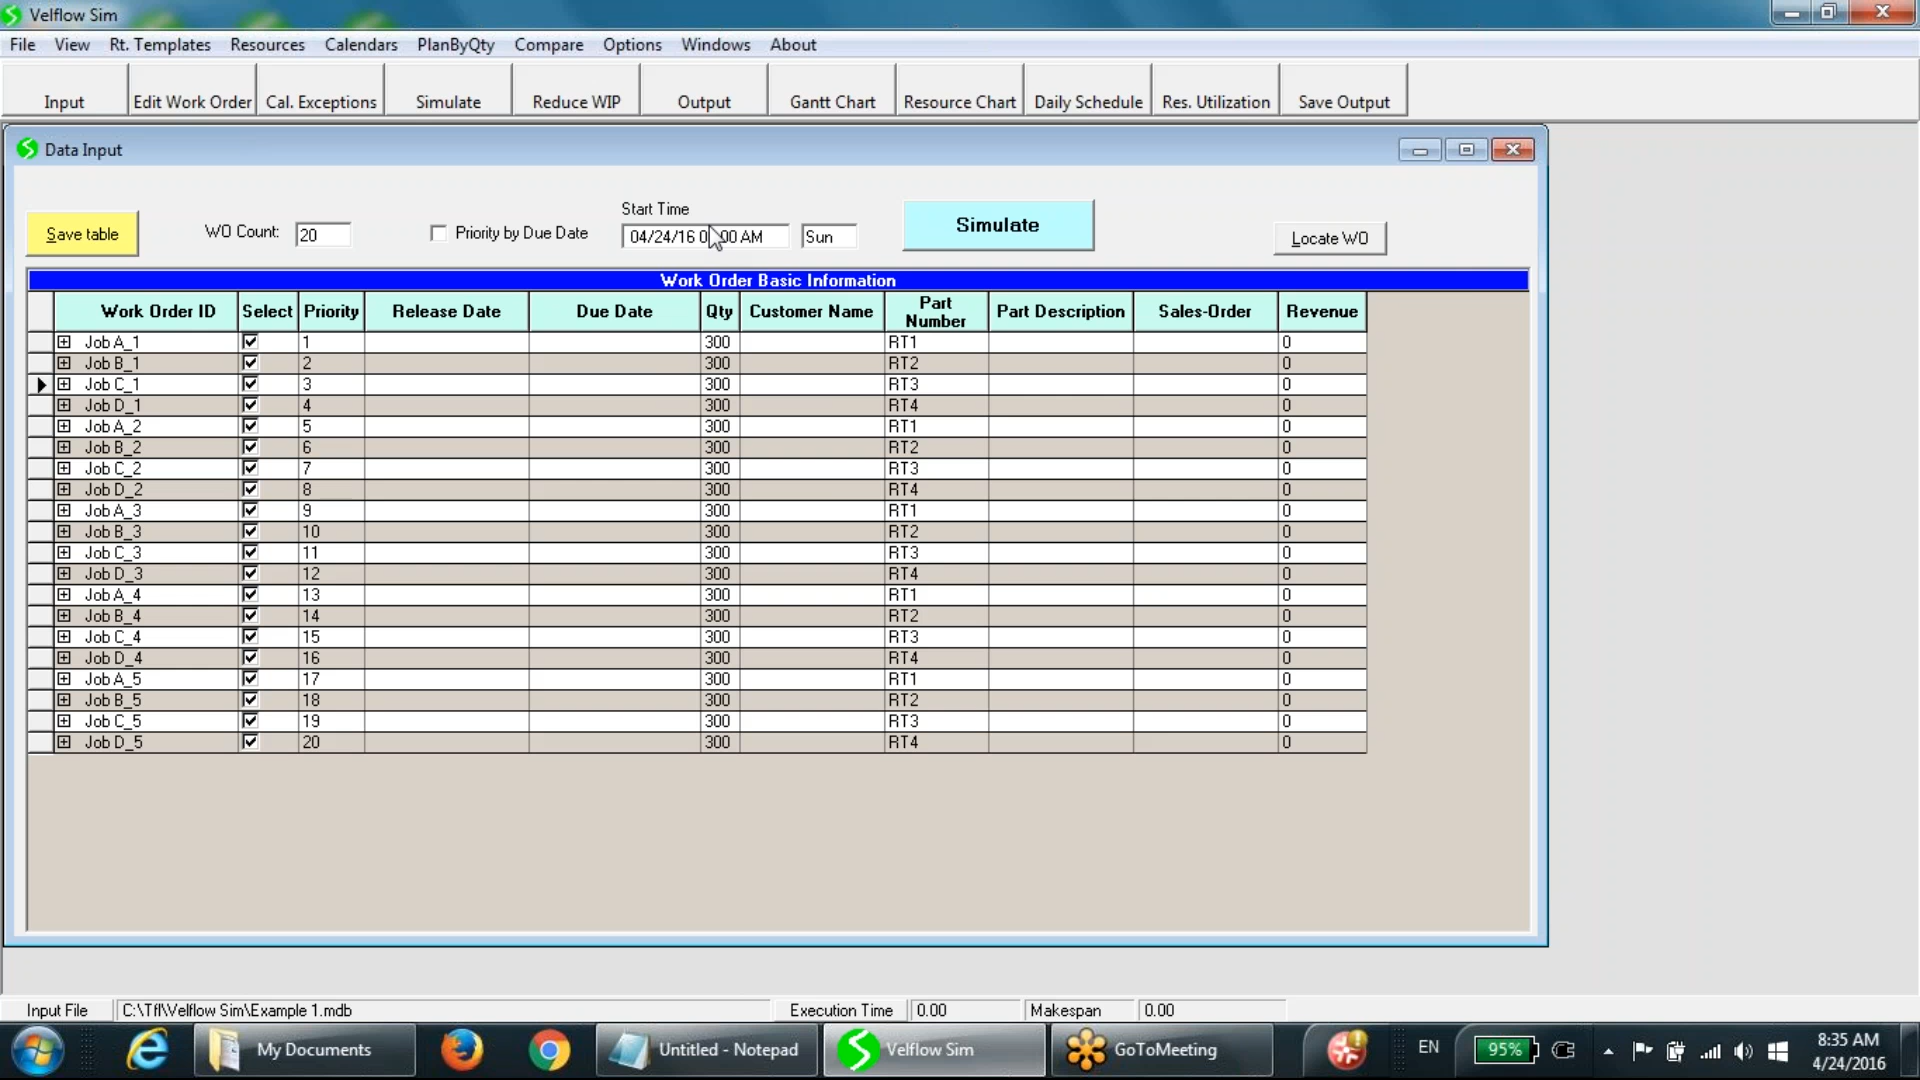 Velflow Sim
File View Rt. Templates Resources Calendars PlanByQty Compare Options Windows About
Input Edit Work Order Cal. Exceptions Simulate Reduce WIP Output Gantt Chart Resource Chart Daily Schedule Res. Utilization Save Output
Data Input
Start Time
Save table WO Count: 20 Priority by Due Date 04/24/16 0 00 AM Sun Simulate Locate WO
Work Order Basic Information
Work Order ID Select Priority Release Date Due Date Qty Customer Name Part Number Part Description Sales-Order Revenue
Job A_1 1 300 RT1 0
Job B_1 2 300 RT2 0
Job C_1 3 300 RT3 0
Job D_1 4 300 RT4 0
Job A_2 5 300 RT1 0
Job B_2 6 300 RT2 0
Job C_2 7 300 RT3 0
Job D_2 8 300 RT4 0
Job A_3 9 300 RT1 0
Job B_3 10 300 RT2 0
Job C_3 11 300 RT3 0
Job D_3 12 300 RT4 0
Job A_4 13 300 RT1 0
Job B_4 14 300 RT2 0
Job C_4 15 300 RT3 0
Job D_4 16 300 RT4 0
Job A_5 17 300 RT1 0
Job B_5 18 300 RT2 0
Job C_5 19 300 RT3 0
Job D_5 20 300 RT4 0
Input File C:\Tfl\Velflow Sim\Example 1.mdb Execution Time 0.00 Makespan 0.00
My Documents Untitled - Notepad Velflow Sim GoToMeeting EN 95% 8:35 AM
4/24/2016